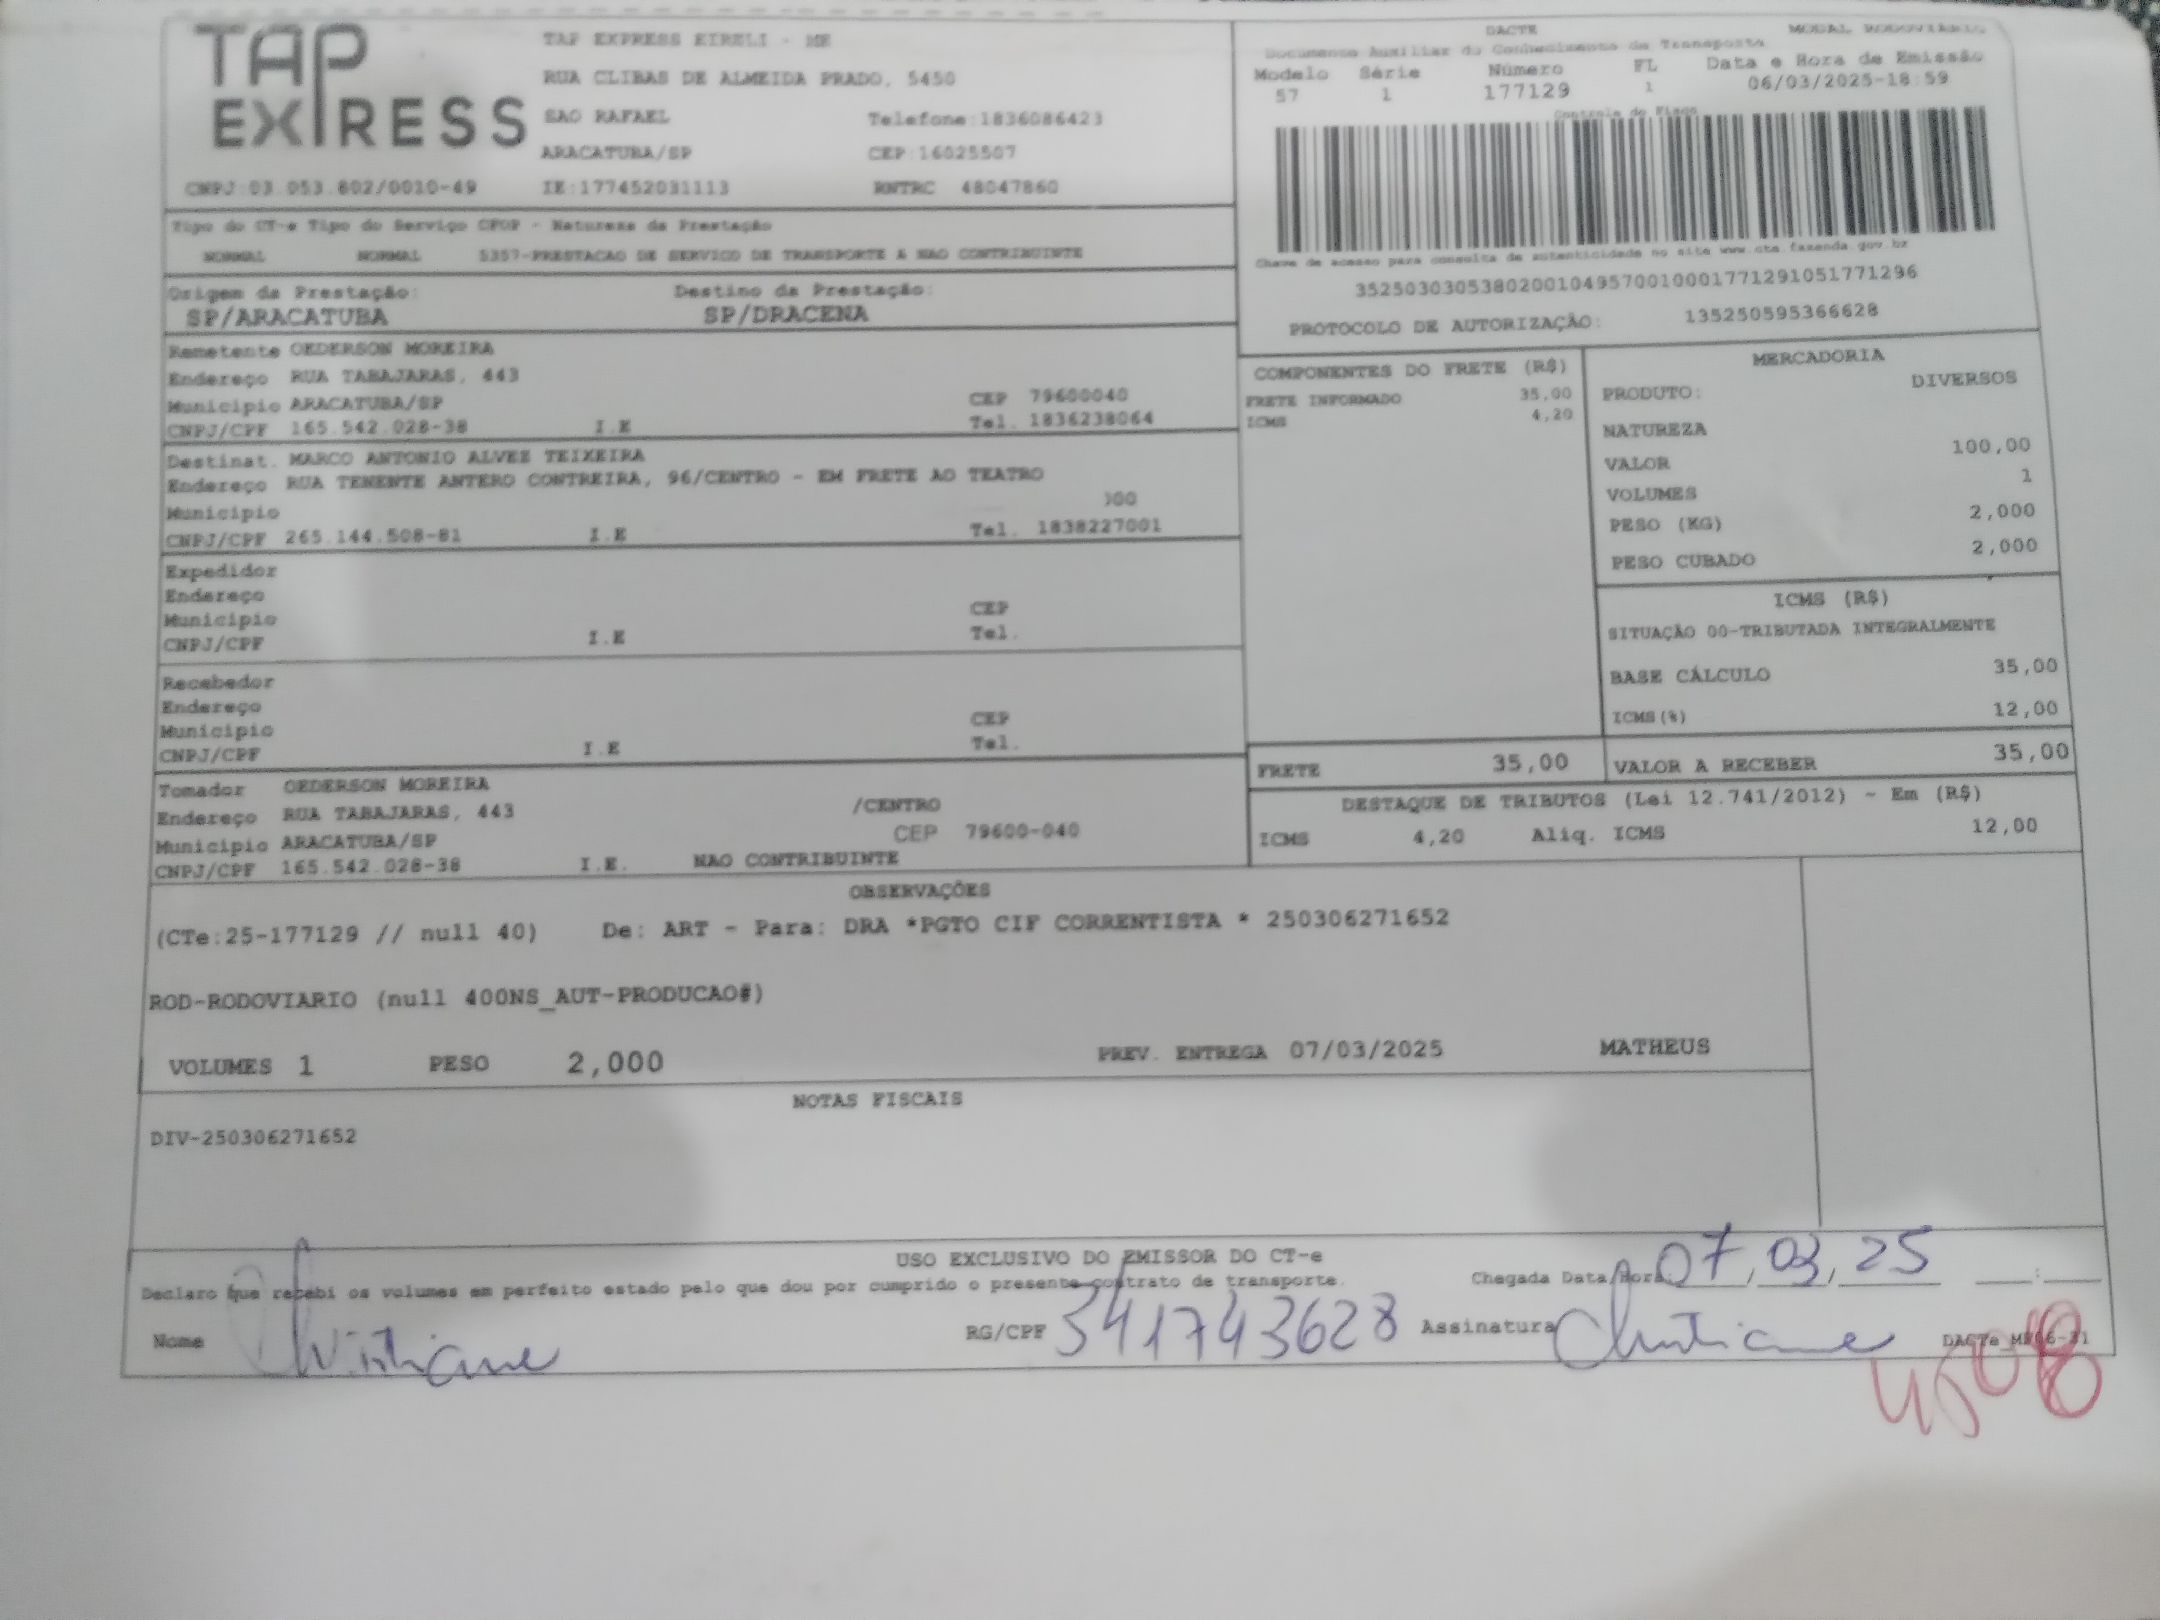 TAP EXPRESS
TAP EXPRESS EIRELI - ME
RUA CLIBAS DE ALMEIDA PRADO, 5450
SAO RAFAEL Telefone:1836086423
ARACATUBA/SP CEP:16025507
CNPJ:03.053.802/0010-49 IE:177452031113 RNTRC 48047860
DACTE MODAL RODOVIÁRIO
Documento Auxiliar do Conhecimento de Transporte
Modelo Série Número FL Data e Hora de Emissão
57 1 177129 1 06/03/2025-18:59
Controle do Fisco
Chave de acesso para consulta de autenticidade no site www.cte.fazenda.gov.br
35250303053802001049570010001771291051771296
PROTOCOLO DE AUTORIZAÇÃO: 135250595366628
Tipo do CT-e Tipo do Serviço CFOP - Natureza da Prestação
NORMAL NORMAL 5357-PRESTACAO DE SERVICO DE TRANSPORTE A NAO CONTRIBUINTE
Origem da Prestação: Destino da Prestação:
SP/ARACATUBA SP/DRACENA
Remetente OEDERSON MOREIRA
Endereço RUA TABAJARAS, 443
Municipio ARACATUBA/SP CEP 79600040
CNPJ/CPF 165.542.028-38 I.E Tel. 1836238064
Destinat. MARCO ANTONIO ALVES TEIXEIRA
Endereço RUA TENENTE ANTERO CONTREIRA, 96/CENTRO - EM FRETE AO TEATRO
Municipio 000
CNPJ/CPF 265.144.508-81 I.E Tel. 1838227001
Expedidor
Endereço
Municipio CEP
CNPJ/CPF I.E Tel.
Recebedor
Endereço
Municipio CEP
CNPJ/CPF I.E Tel.
Tomador OEDERSON MOREIRA
Endereço RUA TABAJARAS, 443 /CENTRO
Municipio ARACATUBA/SP CEP 79600-040
CNPJ/CPF 165.542.028-38 I.E. NAO CONTRIBUINTE
COMPONENTES DO FRETE (R$)
FRETE INFORMADO 35,00
ICMS 4,20
MERCADORIA
PRODUTO: DIVERSOS
NATUREZA
VALOR 100,00
VOLUMES 1
PESO (KG) 2,000
PESO CUBADO 2,000
ICMS (R$)
SITUAÇÃO 00-TRIBUTADA INTEGRALMENTE
BASE CÁLCULO 35,00
ICMS(%) 12,00
FRETE 35,00 VALOR A RECEBER 35,00
DESTAQUE DE TRIBUTOS (Lei 12.741/2012) - Em (R$)
ICMS 4,20 Aliq. ICMS 12,00
OBSERVAÇÕES
(CTe:25-177129 // null 40) De: ART - Para: DRA *PGTO CIF CORRENTISTA * 250306271652
ROD-RODOVIARIO (null 400NS_AUT-PRODUCAO#)
VOLUMES 1 PESO 2,000 PREV. ENTREGA 07/03/2025 MATHEUS
NOTAS FISCAIS
DIV-250306271652
USO EXCLUSIVO DO EMISSOR DO CT-e
Declaro que recebi os volumes em perfeito estado pelo que dou por cumprido o presente contrato de transporte. Chegada Data/Hora 07/03/25 __:__
Nome Christiane RG/CPF 341743628 Assinatura Christiane